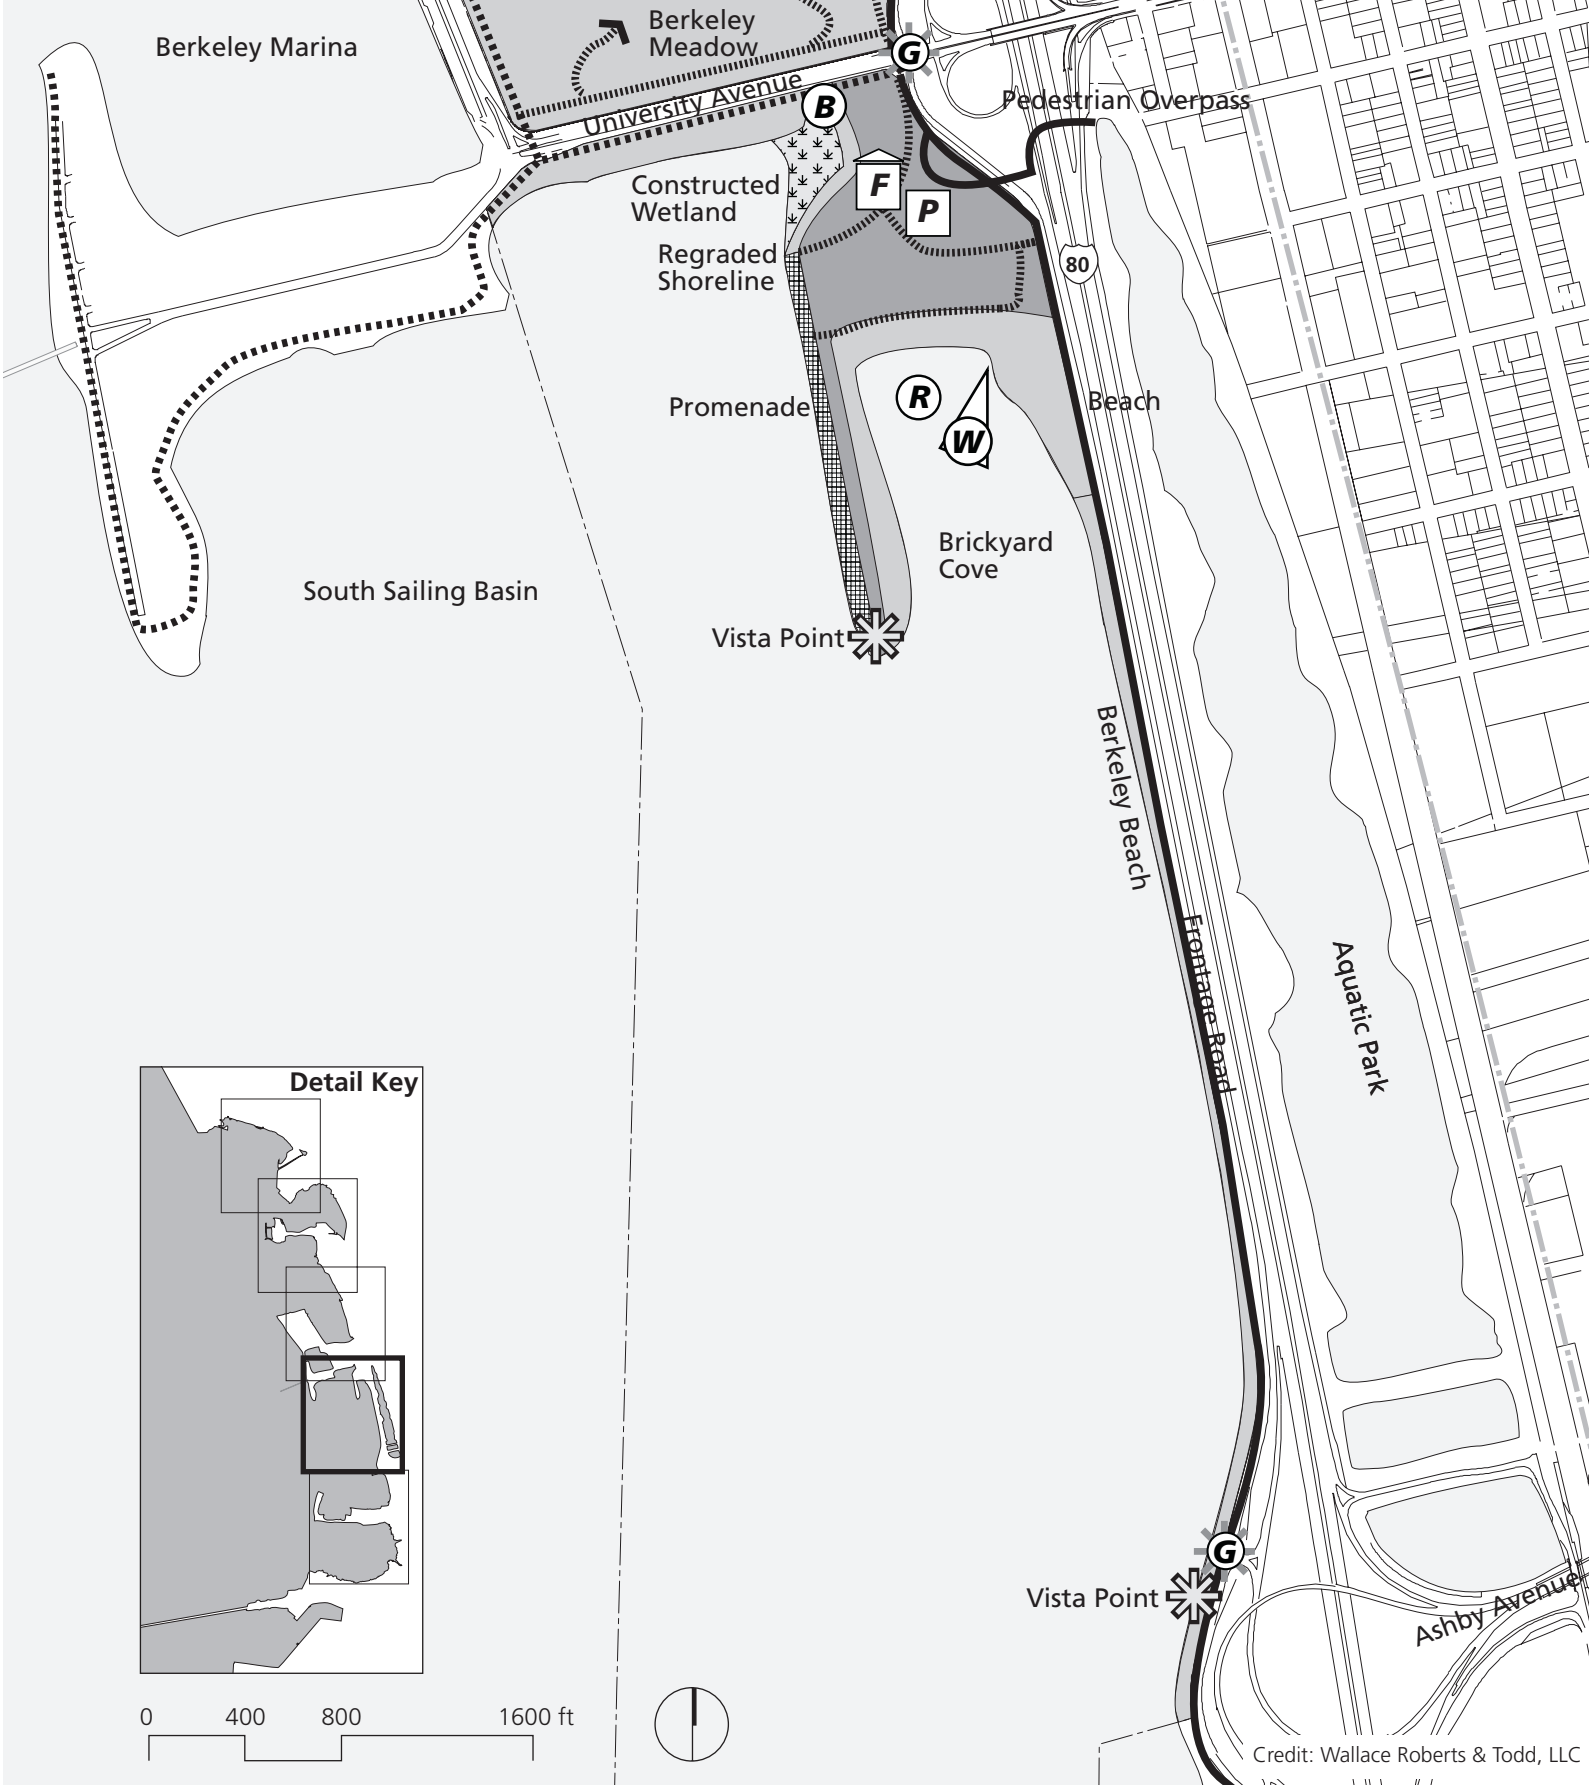 Berkeley
Meadow
Berkeley Marina
G
University Avenue
B
Pedestrian Overpass
Constructed
Wetland
F
P
Regraded
Shoreline
80
Promenade
R
Beach
W
Brickyard
Cove
South Sailing Basin
Vista Point
Berkeley Beach
Frontage Road
Aquatic Park
Detail Key
G
Vista Point
Ashby Avenue
0 400 800 1600 ft
Credit: Wallace Roberts & Todd, LLC